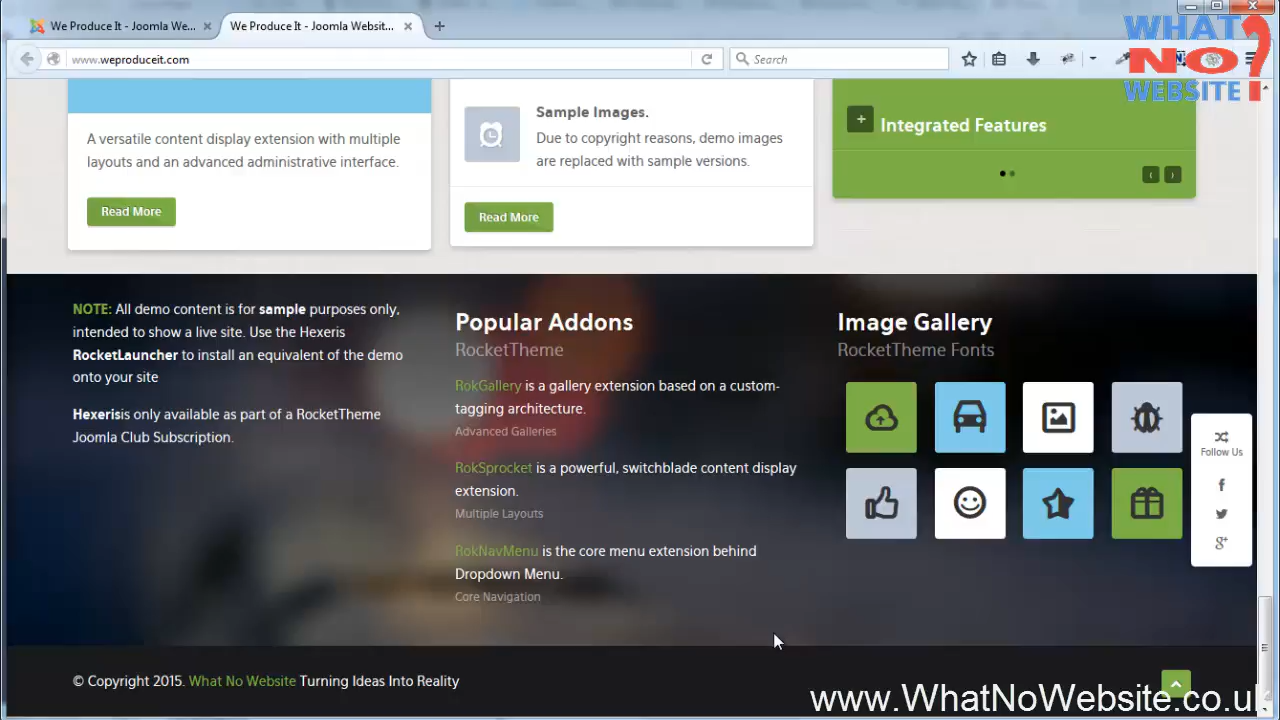 We Produce It - Joomla We...
We Produce It - Joomla Websit...
WHAT
NO?
WEBSITE!
www.weproduceit.com
Search
A versatile content display extension with multiple
layouts and an advanced administrative interface.
Read More
Sample Images.
Due to copyright reasons, demo images
are replaced with sample versions.
Read More
Integrated Features
NOTE: All demo content is for sample purposes only,
intended to show a live site. Use the Hexeris
RocketLauncher to install an equivalent of the demo
onto your site
Hexerisis only available as part of a RocketTheme
Joomla Club Subscription.
Popular Addons
RocketTheme
RokGallery is a gallery extension based on a custom-
tagging architecture.
Advanced Galleries
RokSprocket is a powerful, switchblade content display
extension.
Multiple Layouts
RokNavMenu is the core menu extension behind
Dropdown Menu.
Core Navigation
Image Gallery
RocketTheme Fonts
Follow Us
© Copyright 2015. What No Website Turning Ideas Into Reality
www.WhatNoWebsite.co.uk